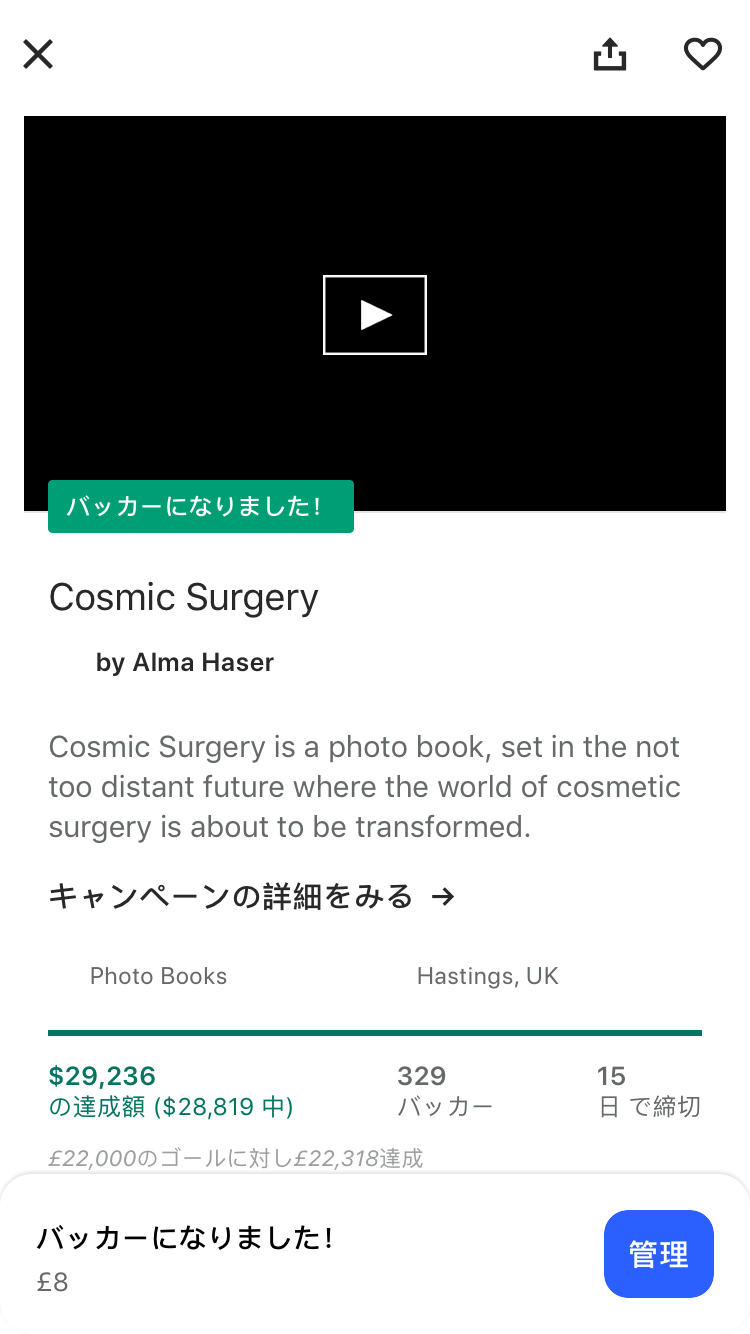 バッカーになりました!
Cosmic Surgery
by Alma Haser
Cosmic Surgery is a photo book, set in the not
too distant future where the world of cosmetic
surgery is about to be transformed.
キャンペーンの詳細をみる →
Photo Books
Hastings, UK
$29,236
の達成額 ($28,819 中)
329
バッカー
15
日 で締切
£22,000のゴールに対し£22,318達成
バッカーになりました!
£8
管理